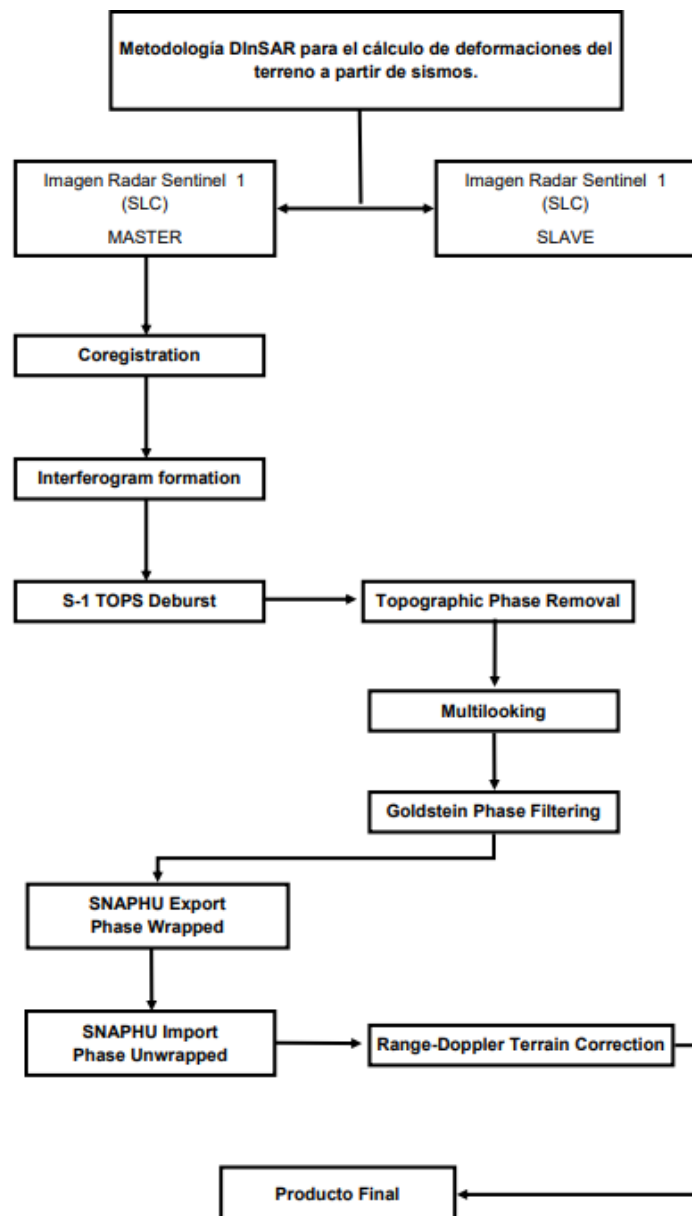 Metodología DInSAR para el cálculo de deformaciones del
terreno a partir de sismos.
Imagen Radar Sentinel 1
(SLC)
MASTER
Imagen Radar Sentinel 1
(SLC)
SLAVE
Coregistration
Interferogram formation
S-1 TOPS Deburst
Topographic Phase Removal
Multilooking
Goldstein Phase Filtering
SNAPHU Export
Phase Wrapped
SNAPHU Import
Phase Unwrapped
Range-Doppler Terrain Correction
Producto Final